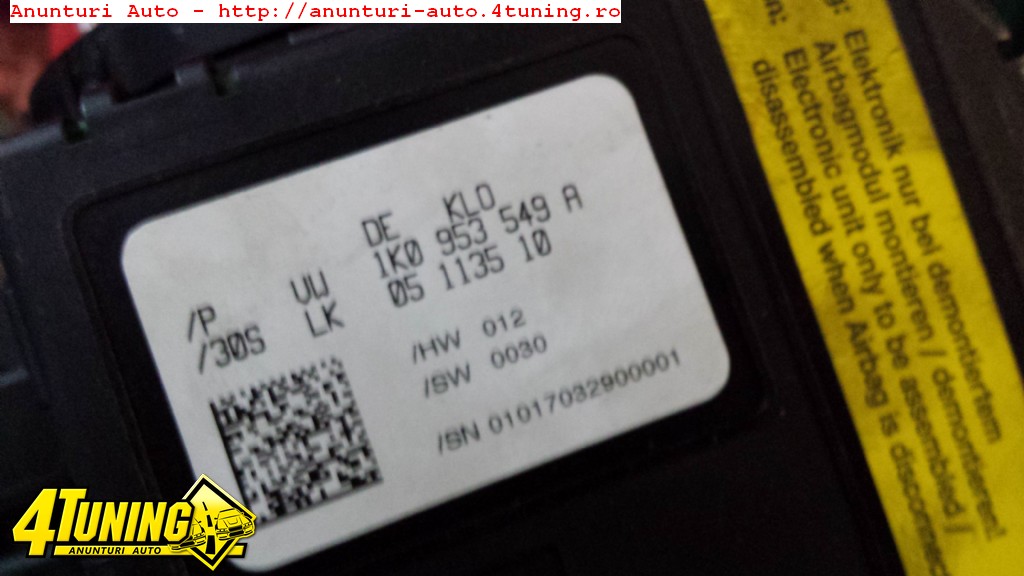 Anunturi Auto - http://anunturi-auto.4tuning.ro
DE KLO
/P VW 1K0 953 549 A
/30S LK 05 1135 10
/HW 012
/SW 0030
/SN 01017032900001
g: Elektronik nur bei demontiertem
Airbagmodul montieren / demontieren!
on: Electronic unit only to be assembled /
disassembled when Airbag is disconnec
4TUNING
ANUNTURI AUTO